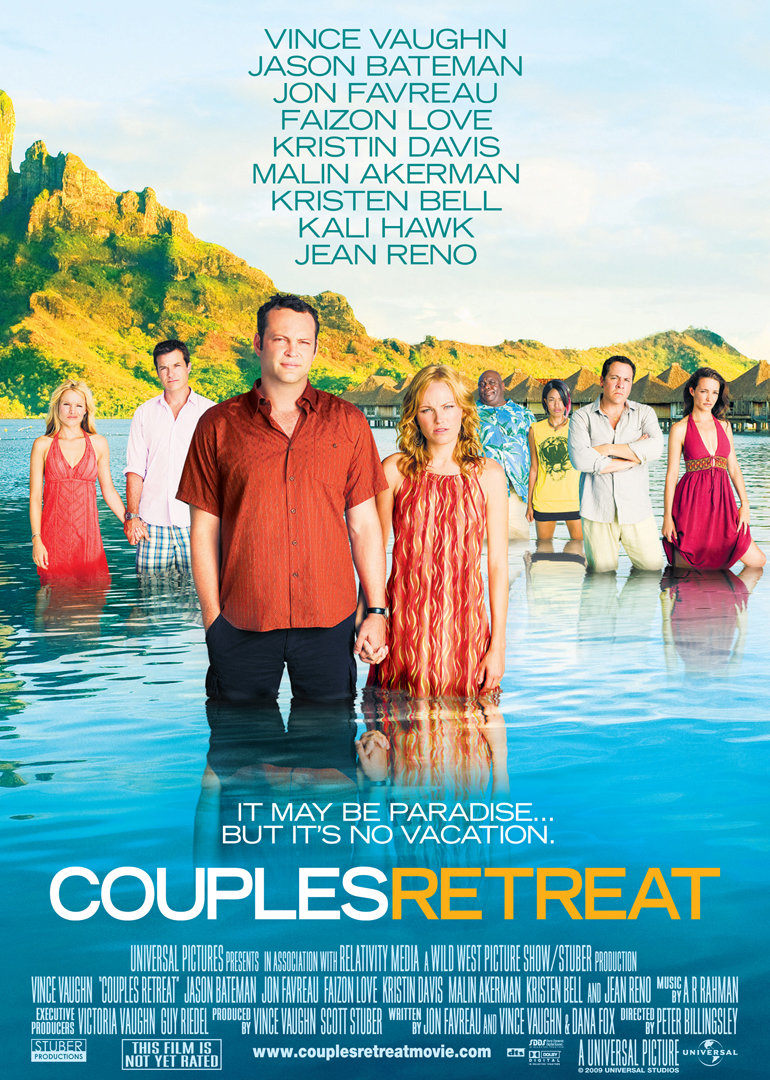 VINCE VAUGHN
JASON BATEMAN
JON FAVREAU
FAIZON LOVE
KRISTIN DAVIS
MALIN AKERMAN
KRISTEN BELL
KALI HAWK
JEAN RENO
IT MAY BE PARADISE...
BUT IT'S NO VACATION.
COUPLESRETREAT
UNIVERSAL PICTURES PRESENTS IN ASSOCIATION WITH RELATIVITY MEDIA A WILD WEST PICTURE SHOW/STUBER PRODUCTION
VINCE VAUGHN "COUPLES RETREAT" JASON BATEMAN JON FAVREAU FAIZON LOVE KRISTIN DAVIS MALIN AKERMAN KRISTEN BELL AND JEAN RENO MUSIC BY A R RAHMAN
EXECUTIVE PRODUCERS VICTORIA VAUGHN GUY RIEDEL PRODUCED BY VINCE VAUGHN SCOTT STUBER WRITTEN BY JON FAVREAU AND VINCE VAUGHN & DANA FOX DIRECTED BY PETER BILLINGSLEY
STUBER
PRODUCTIONS
THIS FILM IS
NOT YET RATED
www.couplesretreatmovie.com
dts
SDDS
DOLBY
DIGITAL
A UNIVERSAL PICTURE
UNIVERSAL
© 2009 UNIVERSAL STUDIOS